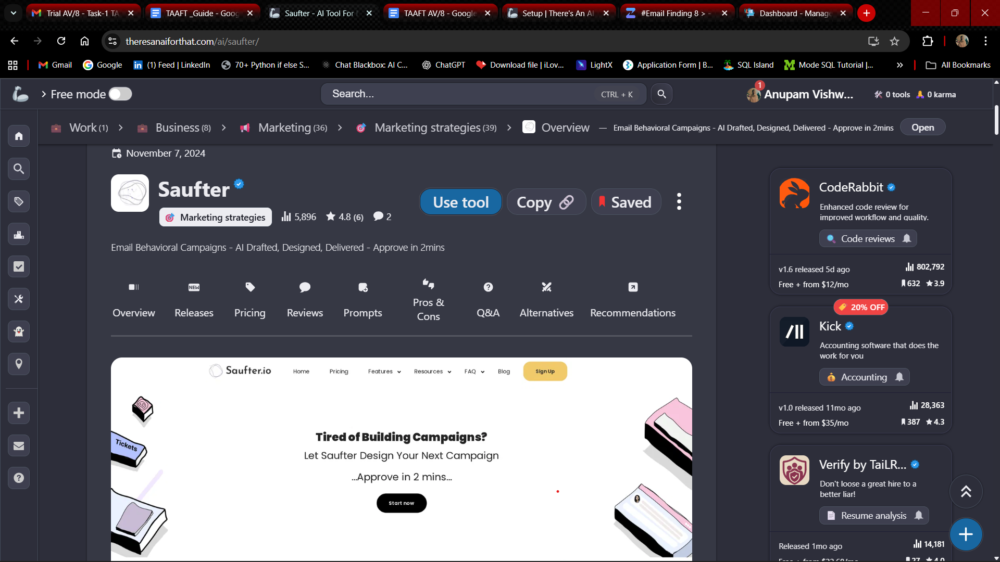 Trial AV/8 - Task-1 TA
TAAFT _Guide - Goog
Saufter - AI Tool For
TAAFT AV/8 - Google
Setup | There's An AI
#Email Finding 8 > -
Dashboard - Manage
theresanaiforthat.com/ai/saufter/
Gmail
Google
(1) Feed | LinkedIn
70+ Python if else S...
Chat Blackbox: AI C...
ChatGPT
Download file | iLov...
LightX
Application Form | B...
SQL Island
Mode SQL Tutorial |...
All Bookmarks
> Free mode
Search...
CTRL + K
1
Anupam Vishw...
0 tools
0 karma
Work (1) > Business (8) > Marketing (36) > Marketing strategies (39) > Overview — Email Behavioral Campaigns - AI Drafted, Designed, Delivered - Approve in 2mins
Open
November 7, 2024
Saufter
Marketing strategies
5,896
4.8 (6)
2
Use tool
Copy
Saved
Email Behavioral Campaigns - AI Drafted, Designed, Delivered - Approve in 2mins
NEW
Overview
Releases
Pricing
Reviews
Prompts
Pros &
Cons
Q&A
Alternatives
Recommendations
Saufter.io
Home
Pricing
Features
Resources
FAQ
Blog
Sign Up
Tickets
Tired of Building Campaigns?
Let Saufter Design Your Next Campaign
...Approve in 2 mins...
Start now
CodeRabbit
Enhanced code review for
improved workflow and quality.
Code reviews
v1.6 released 5d ago
802,792
Free + from $12/mo
632
3.9
20% OFF
Kick
Accounting software that does the
work for you
Accounting
v1.0 released 11mo ago
28,363
Free + from $35/mo
387
4.3
Verify by TaiLR...
Don't loose a great hire to a
better liar!
Resume analysis
Released 1mo ago
14,181